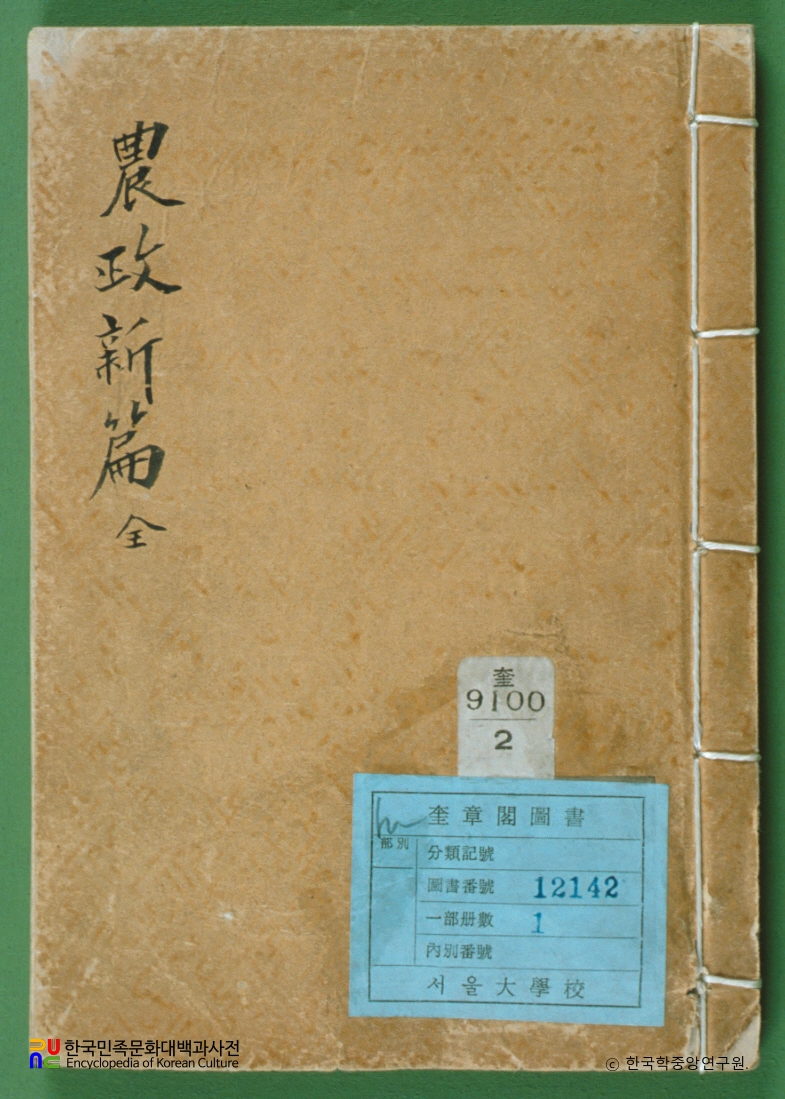 農政新篇 全
奎
9100
2
奎章閣圖書
部別
分類記號
圖書番號 12142
一部册數 1
內別番號
서울大學校
한국민족문화대백과사전
Encyclopedia of Korean Culture
© 한국학중앙연구원.